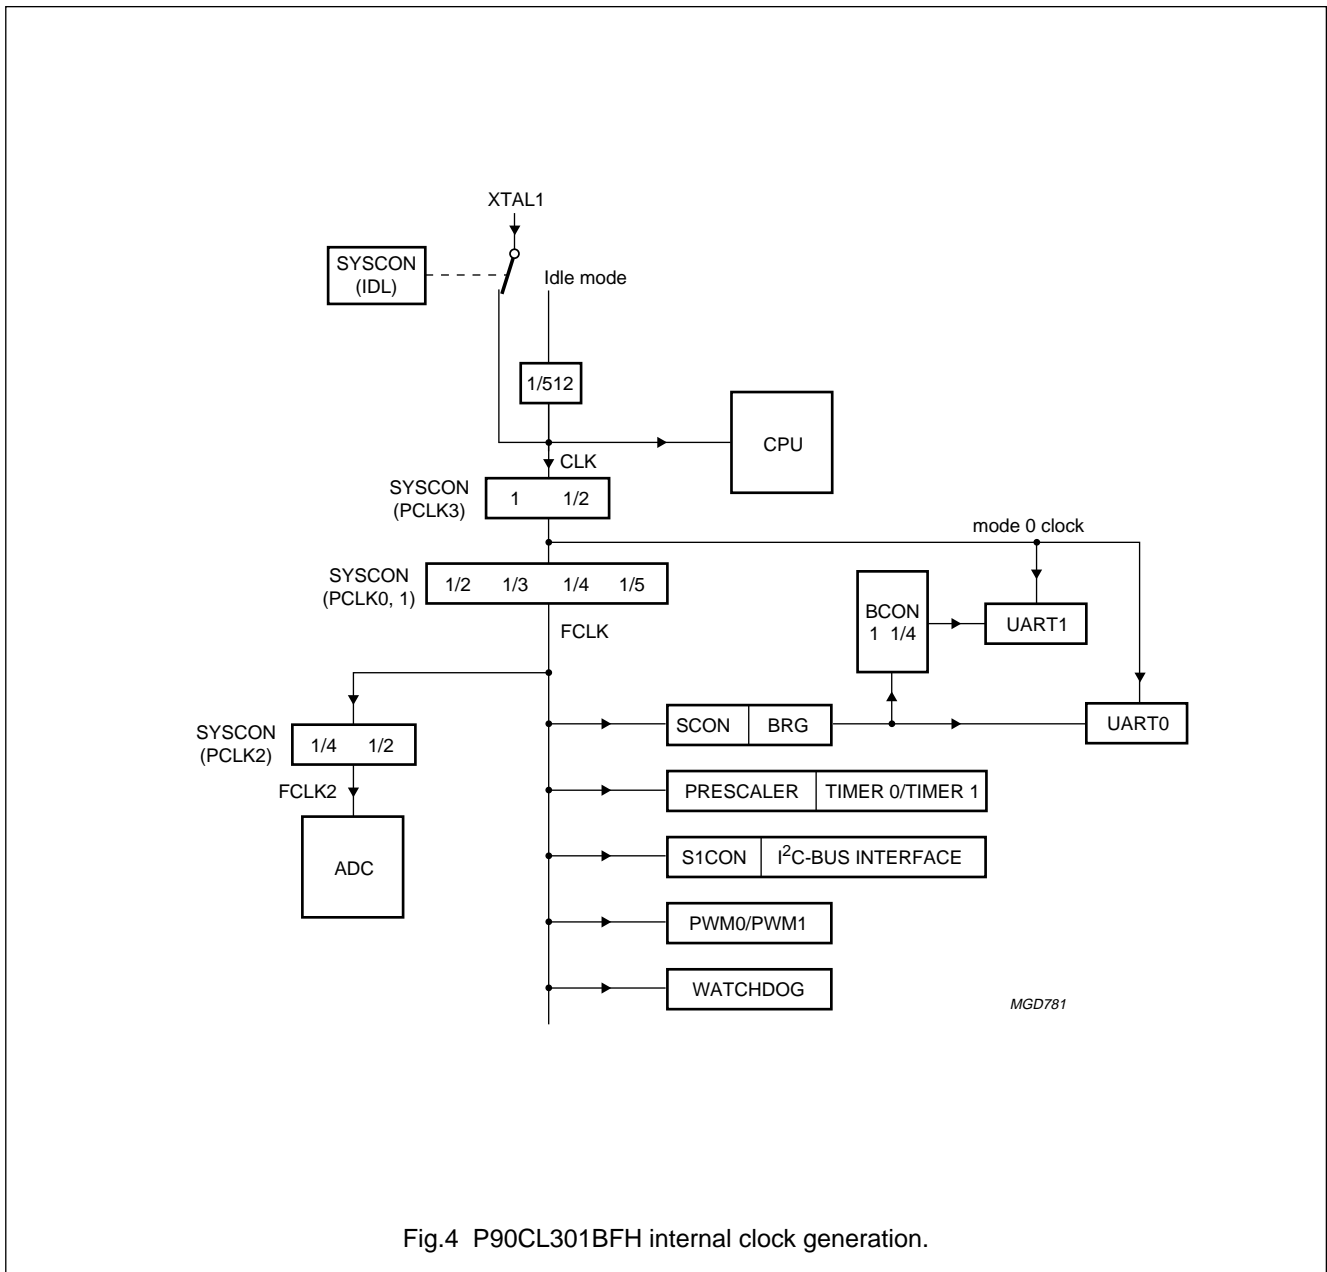 XTAL1
SYSCON
(IDL)
Idle mode
1/512
CPU
CLK
SYSCON
(PCLK3)
1 1/2
mode 0 clock
SYSCON
(PCLK0, 1)
1/2 1/3 1/4 1/5
BCON
1 1/4
UART1
FCLK
SYSCON
(PCLK2)
1/4 1/2
SCON BRG
UART0
FCLK2
PRESCALER TIMER 0/TIMER 1
ADC
S1CON I²C-BUS INTERFACE
PWM0/PWM1
WATCHDOG
MGD781
Fig.4 P90CL301BFH internal clock generation.